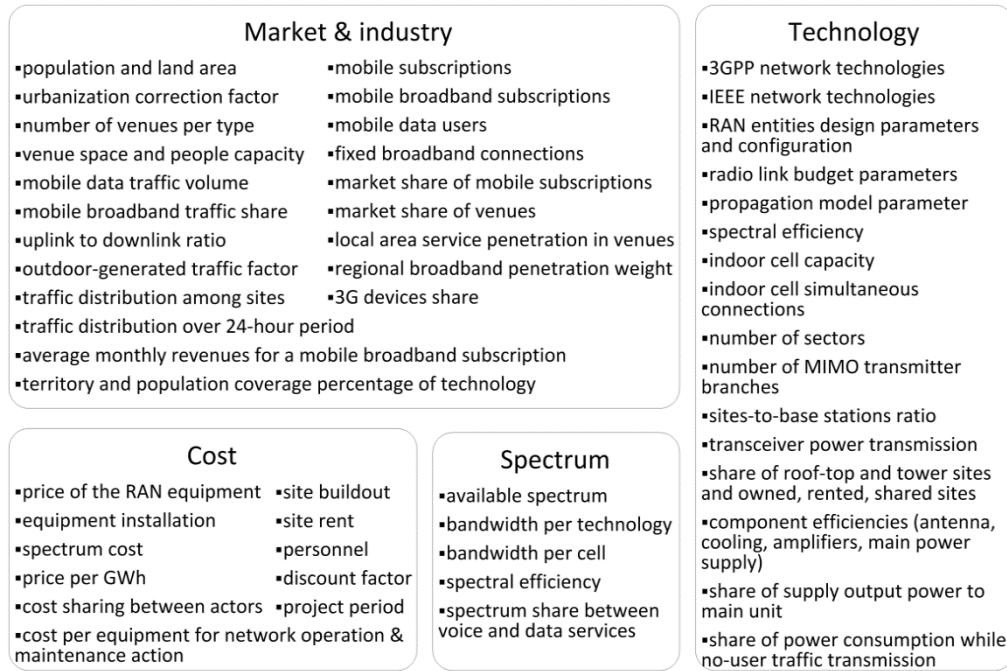 Market & industry
▪population and land area
▪urbanization correction factor
▪number of venues per type
▪venue space and people capacity
▪mobile data traffic volume
▪mobile broadband traffic share
▪uplink to downlink ratio
▪outdoor-generated traffic factor
▪traffic distribution among sites
▪traffic distribution over 24-hour period
▪average monthly revenues for a mobile broadband subscription
▪territory and population coverage percentage of technology
▪mobile subscriptions
▪mobile broadband subscriptions
▪mobile data users
▪fixed broadband connections
▪market share of mobile subscriptions
▪market share of venues
▪local area service penetration in venues
▪regional broadband penetration weight
▪3G devices share
Technology
▪3GPP network technologies
▪IEEE network technologies
▪RAN entities design parameters
and configuration
▪radio link budget parameters
▪propagation model parameter
▪spectral efficiency
▪indoor cell capacity
▪indoor cell simultaneous
connections
▪number of sectors
▪number of MIMO transmitter
branches
▪sites-to-base stations ratio
▪transceiver power transmission
▪share of roof-top and tower sites
and owned, rented, shared sites
▪component efficiencies (antenna,
cooling, amplifiers, main power
supply)
▪share of supply output power to
main unit
▪share of power consumption while
no-user traffic transmission
Cost
▪price of the RAN equipment
▪equipment installation
▪spectrum cost
▪price per GWh
▪cost sharing between actors
▪cost per equipment for network operation &
maintenance action
▪site buildout
▪site rent
▪personnel
▪discount factor
▪project period
Spectrum
▪available spectrum
▪bandwidth per technology
▪bandwidth per cell
▪spectral efficiency
▪spectrum share between
voice and data services